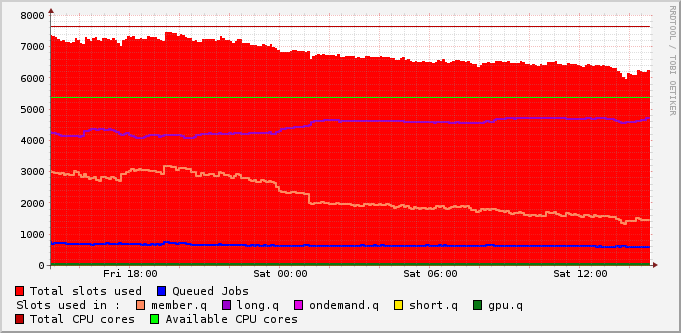 8000
7000
6000
5000
4000
3000
2000
1000
0
Fri 18:00 Sat 00:00 Sat 06:00 Sat 12:00
RRDTOOL / TOBI OETIKER
Total slots used Queued Jobs
Slots used in : member.q long.q ondemand.q short.q gpu.q
Total CPU cores Available CPU cores